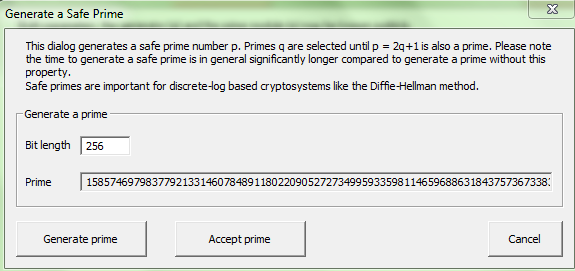 Generate a Safe Prime
This dialog generates a safe prime number p. Primes q are selected until p = 2q+1 is also a prime. Please note
the time to generate a safe prime is in general significantly longer compared to generate a prime without this
property.
Safe primes are important for discrete-log based cryptosystems like the Diffie-Hellman method.
Generate a prime
Bit length 256
Prime 158574697983779213314607848911802209052727349959335981146596886318437573673383
Generate prime Accept prime Cancel